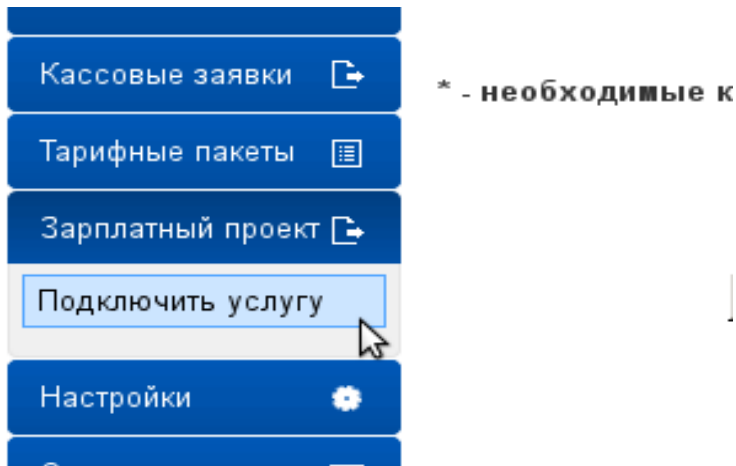 Кассовые заявки
* - необходимые к
Тарифные пакеты
Зарплатный проект
Подключить услугу
Настройки